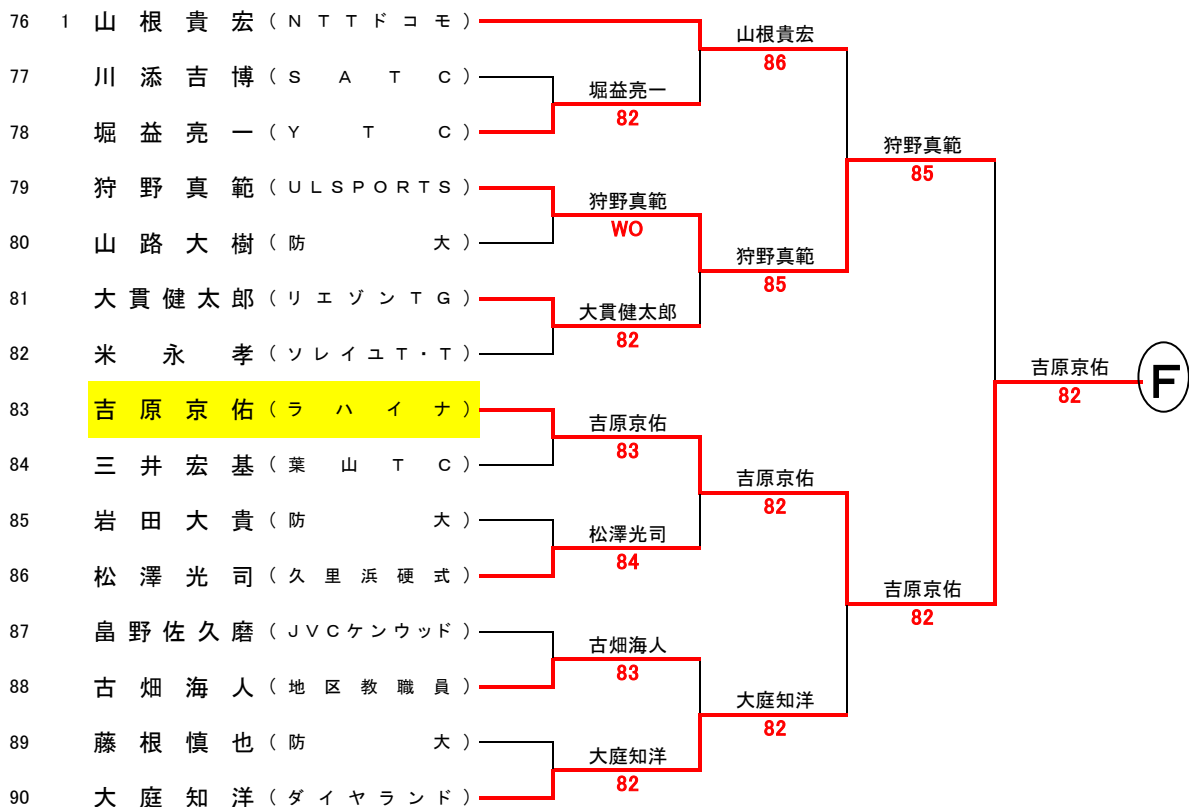 76 1 山根貴宏 (NTTドコモ)
山根貴宏
86
77 川添吉博 (SATC)
堀益亮一
82
78 堀益亮一 (YTC)
狩野真範
85
79 狩野真範 (ULSPORTS)
狩野真範
WO
80 山路大樹 (防大)
狩野真範
85
81 大貫健太郎 (リエゾンTG)
大貫健太郎
82
82 米永孝 (ソレイユT・T)
吉原京佑
82
F
83 吉原京佑 (ラハイナ)
吉原京佑
83
84 三井宏基 (葉山TC)
吉原京佑
82
85 岩田大貴 (防大)
松澤光司
84
86 松澤光司 (久里浜硬式)
吉原京佑
82
87 畠野佐久磨 (JVCケンウッド)
古畑海人
83
88 古畑海人 (地区教職員)
大庭知洋
82
89 藤根慎也 (防大)
大庭知洋
82
90 大庭知洋 (ダイヤランド)